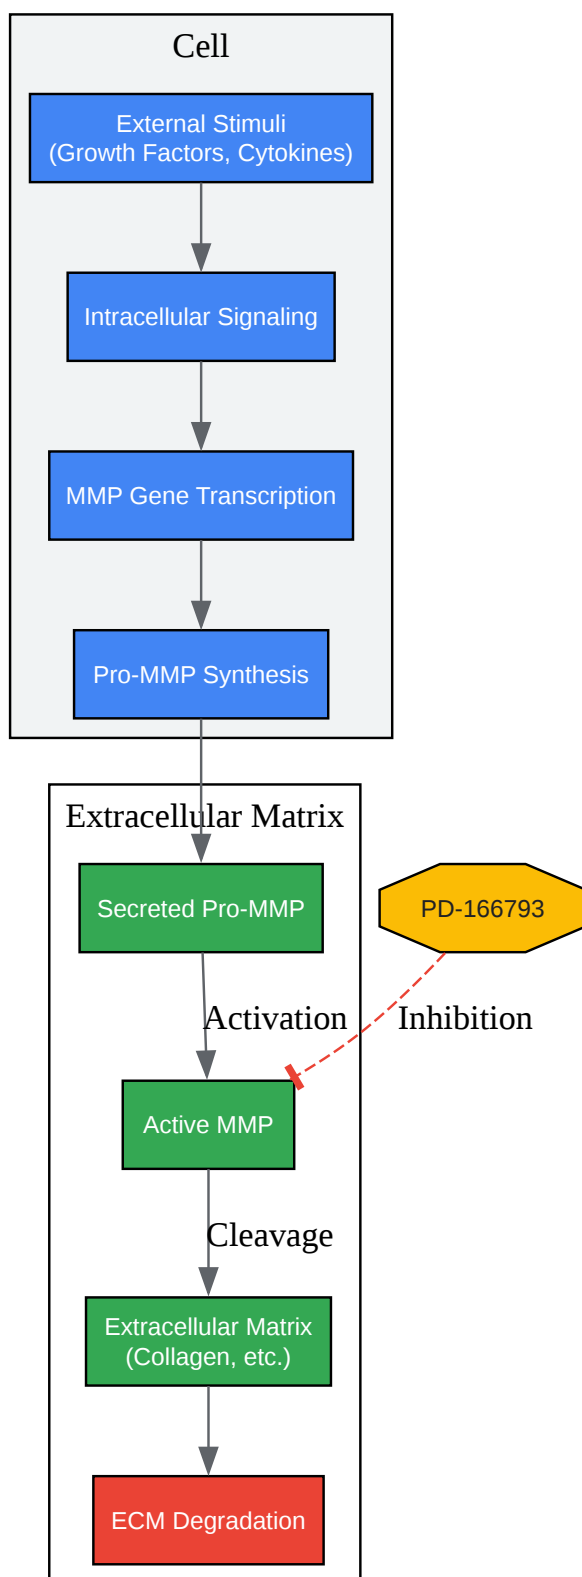 Cell
External Stimuli
(Growth Factors, Cytokines)
Intracellular Signaling
MMP Gene Transcription
Pro-MMP Synthesis
Extracellular Matrix
Secreted Pro-MMP
PD-166793
Activation
Inhibition
Active MMP
Cleavage
Extracellular Matrix
(Collagen, etc.)
ECM Degradation